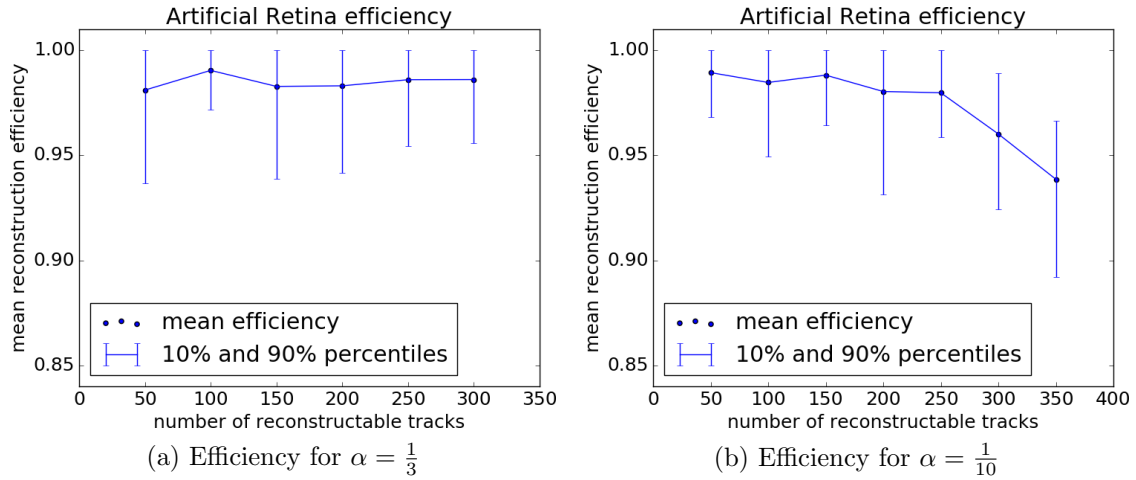 Artificial Retina efficiency
mean reconstruction efficiency
1.00
0.95
0.90
0.85
mean efficiency
10% and 90% percentiles
0 50 100 150 200 250 300 350
number of reconstructable tracks
(a) Efficiency for α = 1/3
Artificial Retina efficiency
mean reconstruction efficiency
1.00
0.95
0.90
0.85
mean efficiency
10% and 90% percentiles
0 50 100 150 200 250 300 350 400
number of reconstructable tracks
(b) Efficiency for α = 1/10